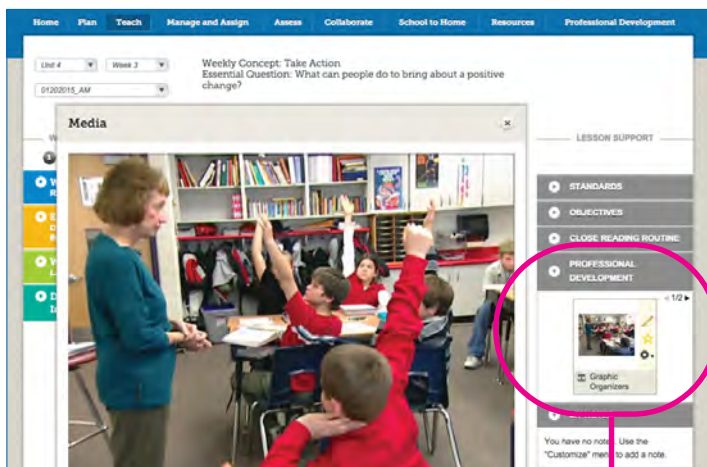 Home Plan Teach Manage and Assign Assess Collaborate School to Home Resources Professional Development
Unit 4 Week 3
01202015_AM
Weekly Concept: Take Action
Essential Question: What can people do to bring about a positive
change?
Media
LESSON SUPPORT
STANDARDS
OBJECTIVES
CLOSE READING ROUTINE
PROFESSIONAL
DEVELOPMENT
1/2
Graphic
Organizers
You have no notes. Use the
"Customize" menu to add a note.